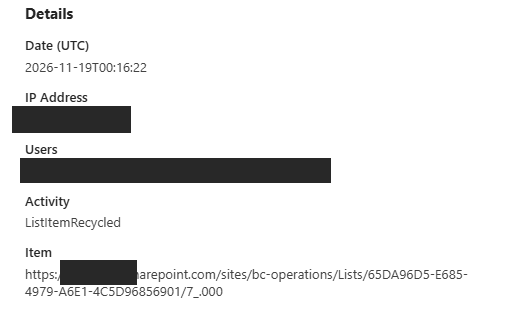 Details
Date (UTC)
2026-11-19T00:16:22
IP Address
Users
Activity
ListItemRecycled
Item
https:/ harepoint.com/sites/bc-operations/Lists/65DA96D5-E685-
4979-A6E1-4C5D96856901/7_.000